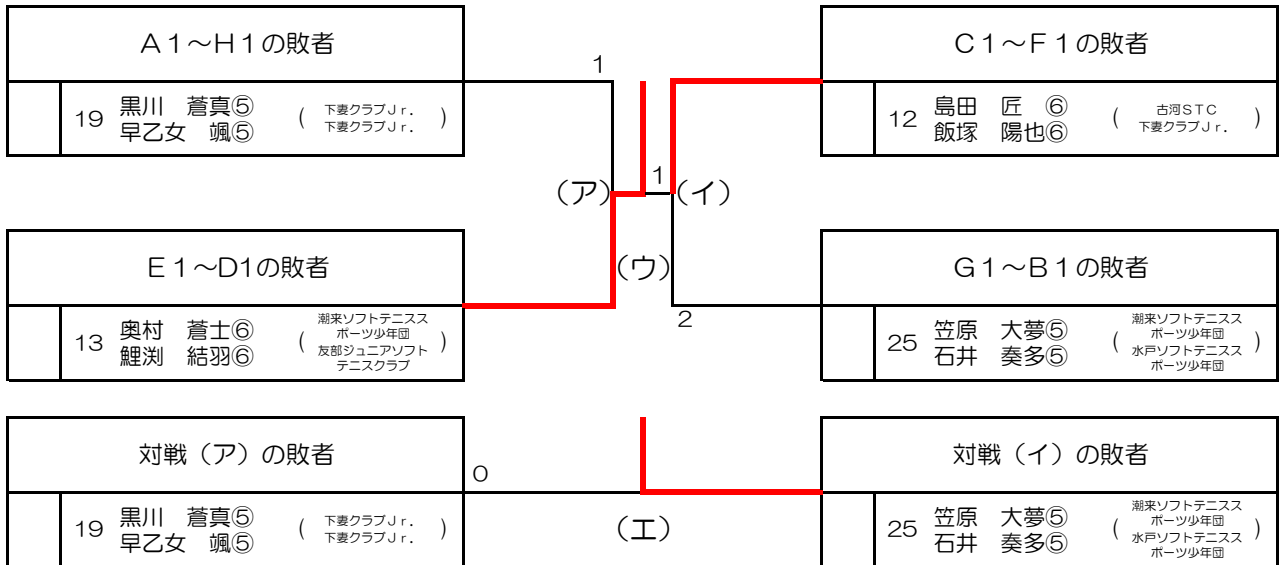 A1～H1の敗者
1
C1～F1の敗者
19 黒川 蒼真⑤ 早乙女 颯⑤ ( 下妻クラブJr. 下妻クラブJr. )
12 島田 匠 ⑥ 飯塚 陽也⑥ ( 古河STC 下妻クラブJr. )
(ア) 1 (イ)
E1～D1の敗者
(ウ)
G1～B1の敗者
13 奥村 蒼士⑥ 鯉渕 結羽⑥ ( 潮来ソフトテニススポーツ少年団 友部ジュニアソフトテニスクラブ )
2
25 笠原 大夢⑤ 石井 奏多⑤ ( 潮来ソフトテニススポーツ少年団 水戸ソフトテニススポーツ少年団 )
対戦(ア)の敗者
0
対戦(イ)の敗者
19 黒川 蒼真⑤ 早乙女 颯⑤ ( 下妻クラブJr. 下妻クラブJr. )
(エ)
25 笠原 大夢⑤ 石井 奏多⑤ ( 潮来ソフトテニススポーツ少年団 水戸ソフトテニススポーツ少年団 )